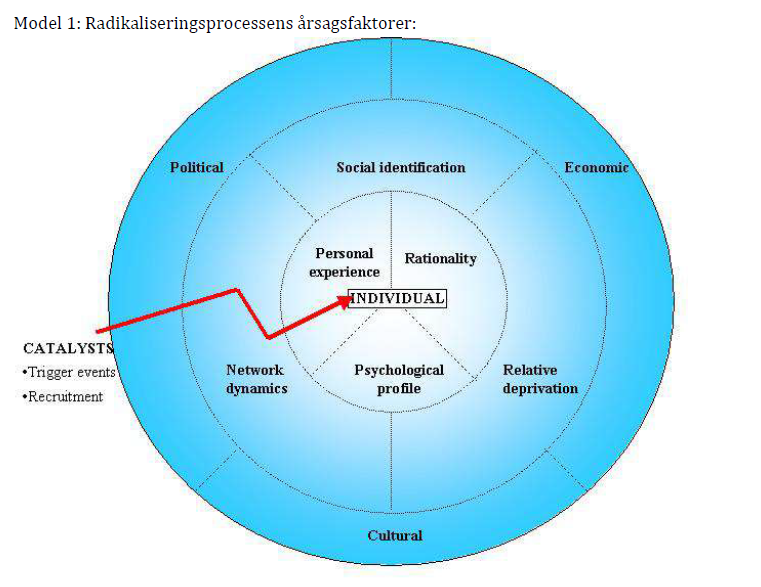 Model 1: Radikaliseringsprocessens årsagsfaktorer:
Political
Social identification
Economic
Personal
experience
Rationality
INDIVIDUAL
CATALYSTS
•Trigger events
•Recruitment
Network
dynamics
Psychological
profile
Relative
deprivation
Cultural